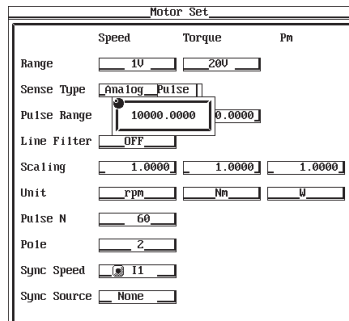 Motor Set
Speed Torque Pm
Range 1V 20V
Sense Type Analog Pulse
Pulse Range 10000.0000 0.0000
Line Filter OFF
Scaling 1.0000 1.0000 1.0000
Unit rpm Nm W
Pulse N 60
Pole 2
Sync Speed I1
Sync Source None